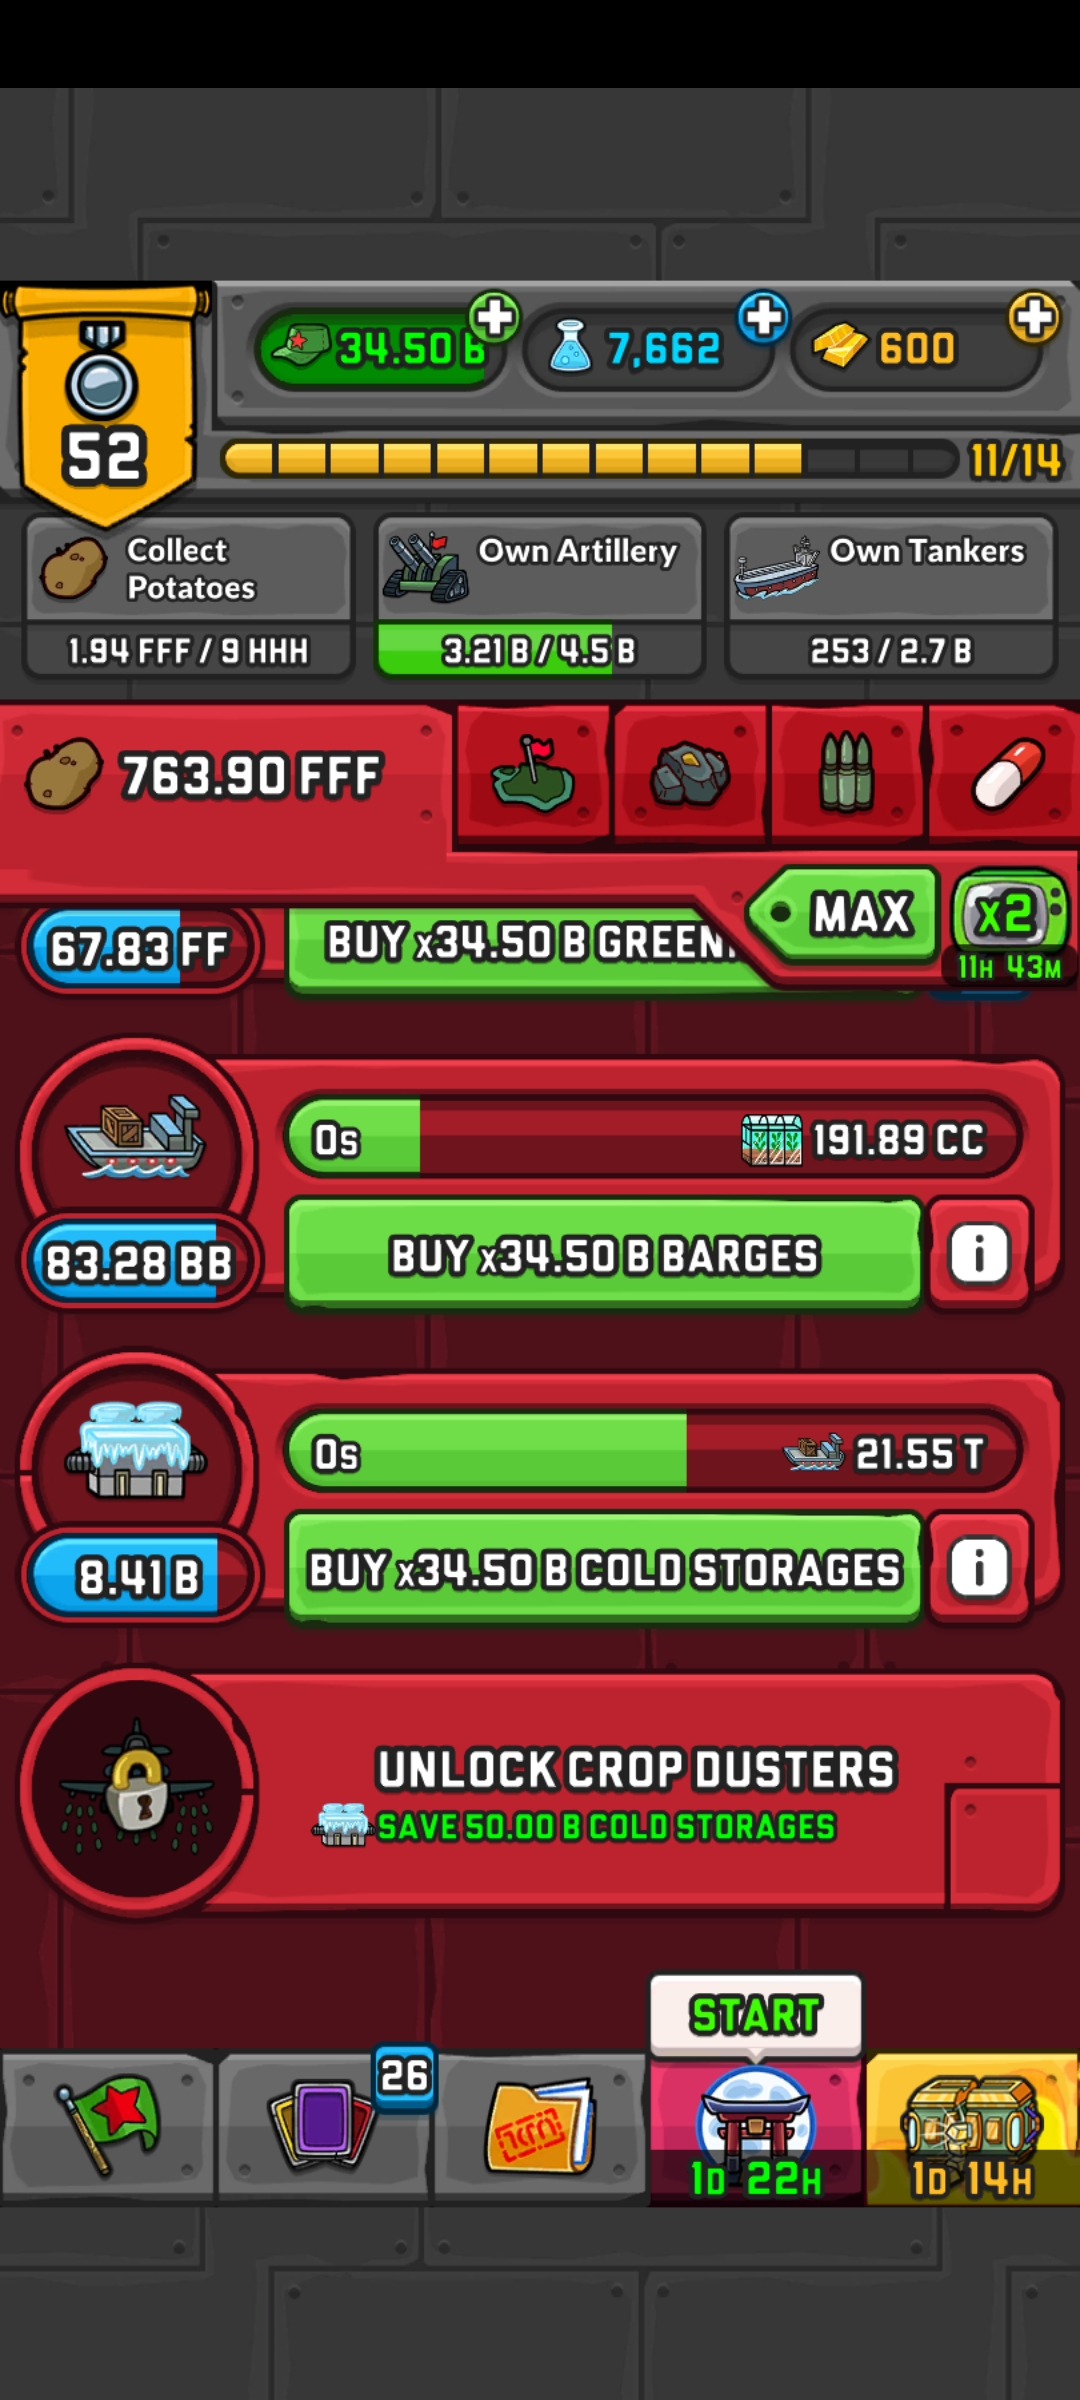 34.50 B
7,662
600
52
11/14
Collect
Potatoes
Own Artillery
Own Tankers
1.94 FFF / 9 HHH
3.21 B / 4.5 B
253 / 2.7 B
763.90 FFF
MAX
x2
11H 43M
67.83 FF
BUY x34.50 B GREEN
0s
191.89 CC
83.28 BB
BUY x34.50 B BARGES
i
0s
21.55 T
8.41 B
BUY x34.50 B COLD STORAGES
i
UNLOCK CROP DUSTERS
SAVE 50.00 B COLD STORAGES
START
26
1D 22H
1D 14H